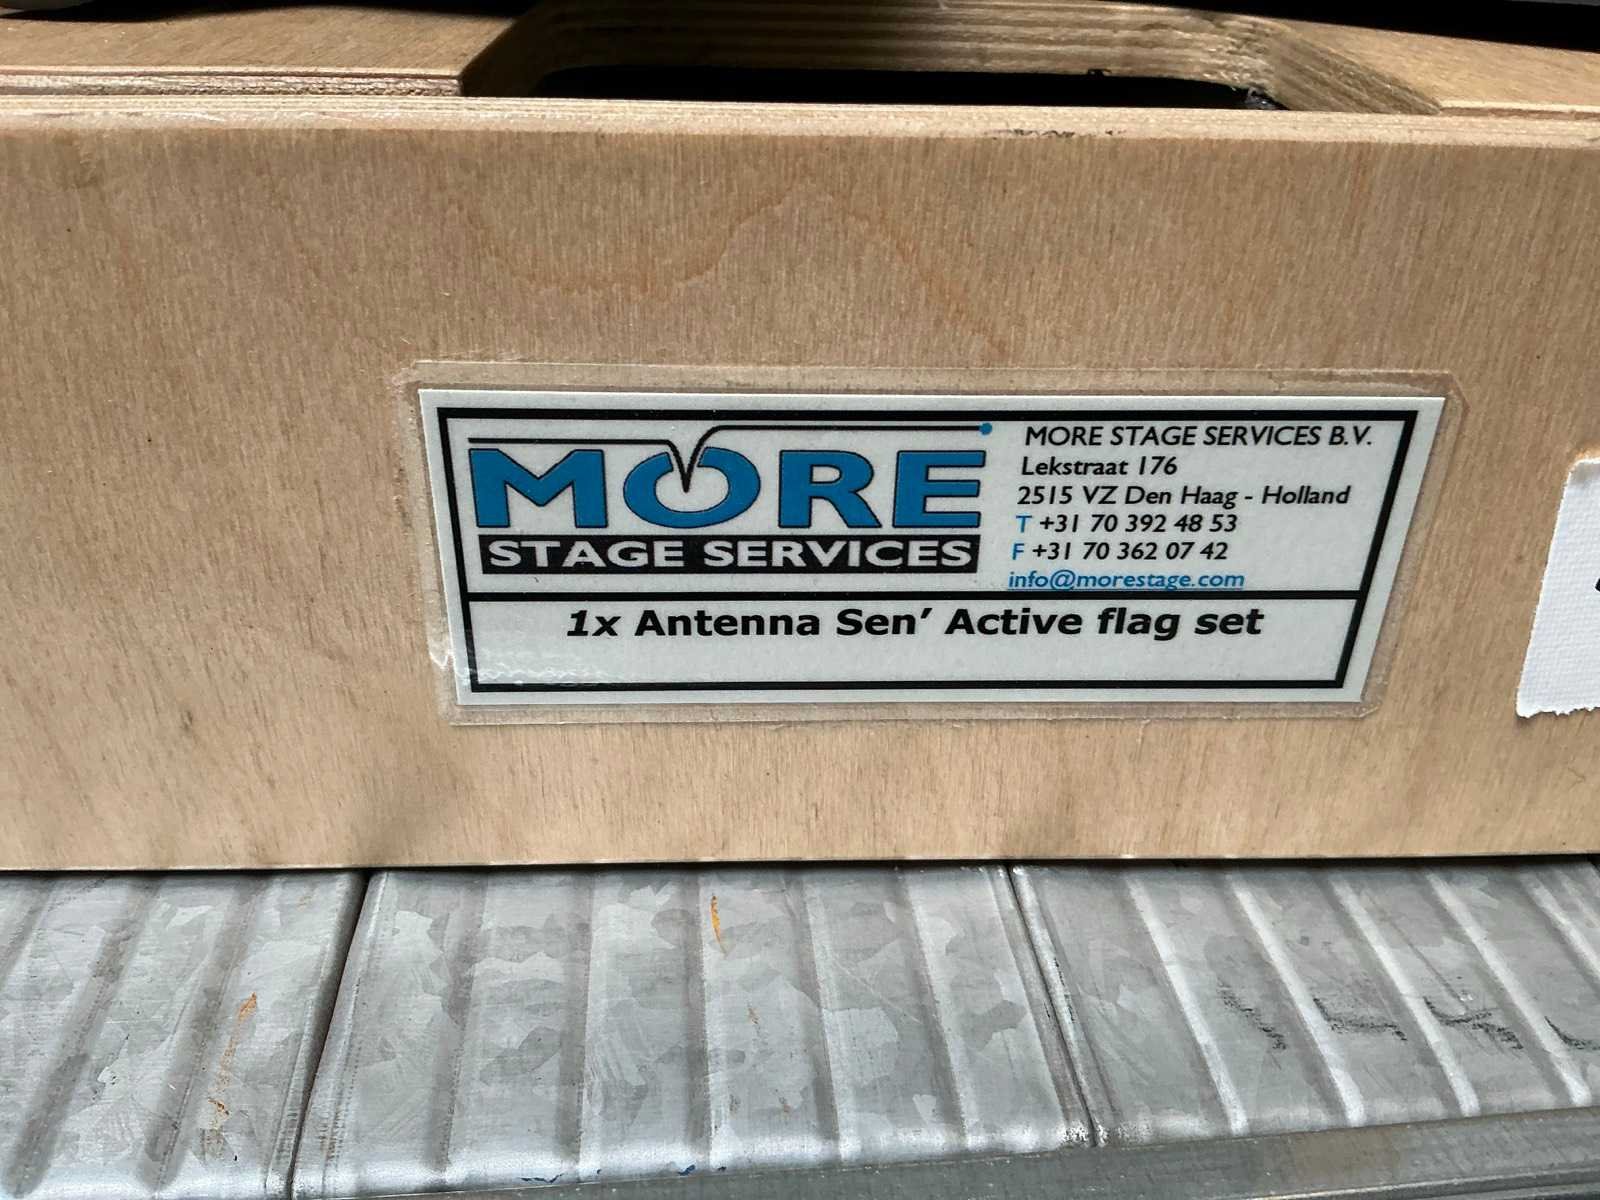 MORE
STAGE SERVICES
MORE STAGE SERVICES B.V.
Lekstraat 176
2515 VZ Den Haag - Holland
T +31 70 392 48 53
F +31 70 362 07 42
info@morestage.com
1x Antenna Sen' Active flag set